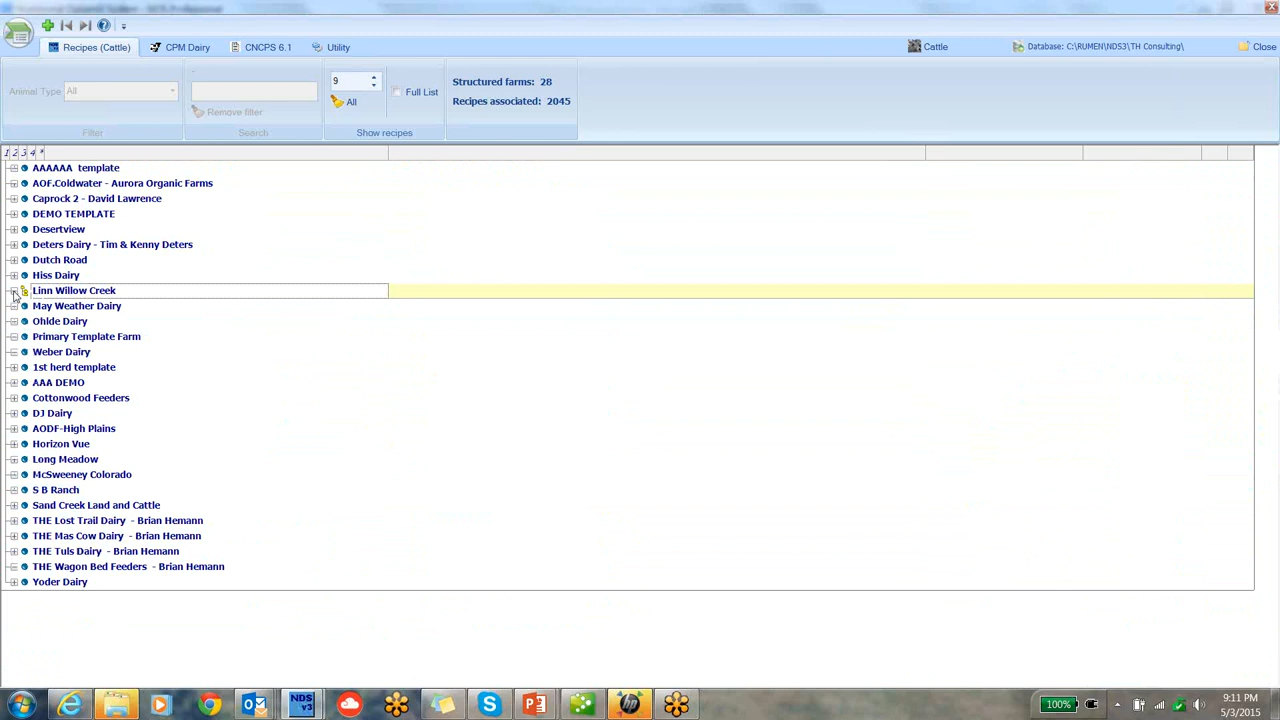 Recipes (Cattle)
CPM Dairy
CNCPS 6.1
Utility
Cattle
Database: C:\RUMEN\NDS3\TH Consulting\
Close
Animal Type
All
9
Full List
Structured farms: 28
All
Recipes associated: 2045
Remove filter
Filter
Search
Show recipes
1 2 3 4 *
AAAAAA template
AOF.Coldwater - Aurora Organic Farms
Caprock 2 - David Lawrence
DEMO TEMPLATE
Desertview
Deters Dairy - Tim & Kenny Deters
Dutch Road
Hiss Dairy
Linn Willow Creek
May Weather Dairy
Ohlde Dairy
Primary Template Farm
Weber Dairy
1st herd template
AAA DEMO
Cottonwood Feeders
DJ Dairy
AODF-High Plains
Horizon Vue
Long Meadow
McSweeney Colorado
S B Ranch
Sand Creek Land and Cattle
THE Lost Trail Dairy - Brian Hemann
THE Mas Cow Dairy - Brian Hemann
THE Tuls Dairy - Brian Hemann
THE Wagon Bed Feeders - Brian Hemann
Yoder Dairy
NDS
V3
100%
9:11 PM
5/3/2015